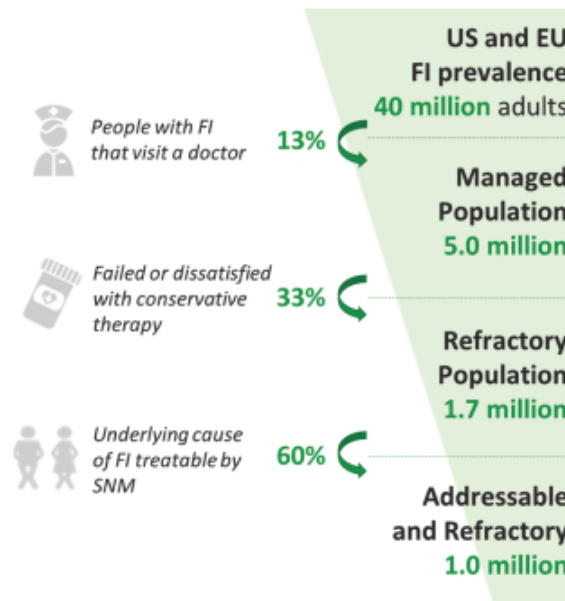 US and EU
FI prevalence
40 million adults
People with FI
that visit a doctor
13%
Managed
Population
5.0 million
Failed or dissatisfied
with conservative
therapy
33%
Refractory
Population
1.7 million
Underlying cause
of FI treatable by
SNM
60%
Addressable
and Refractory
1.0 million